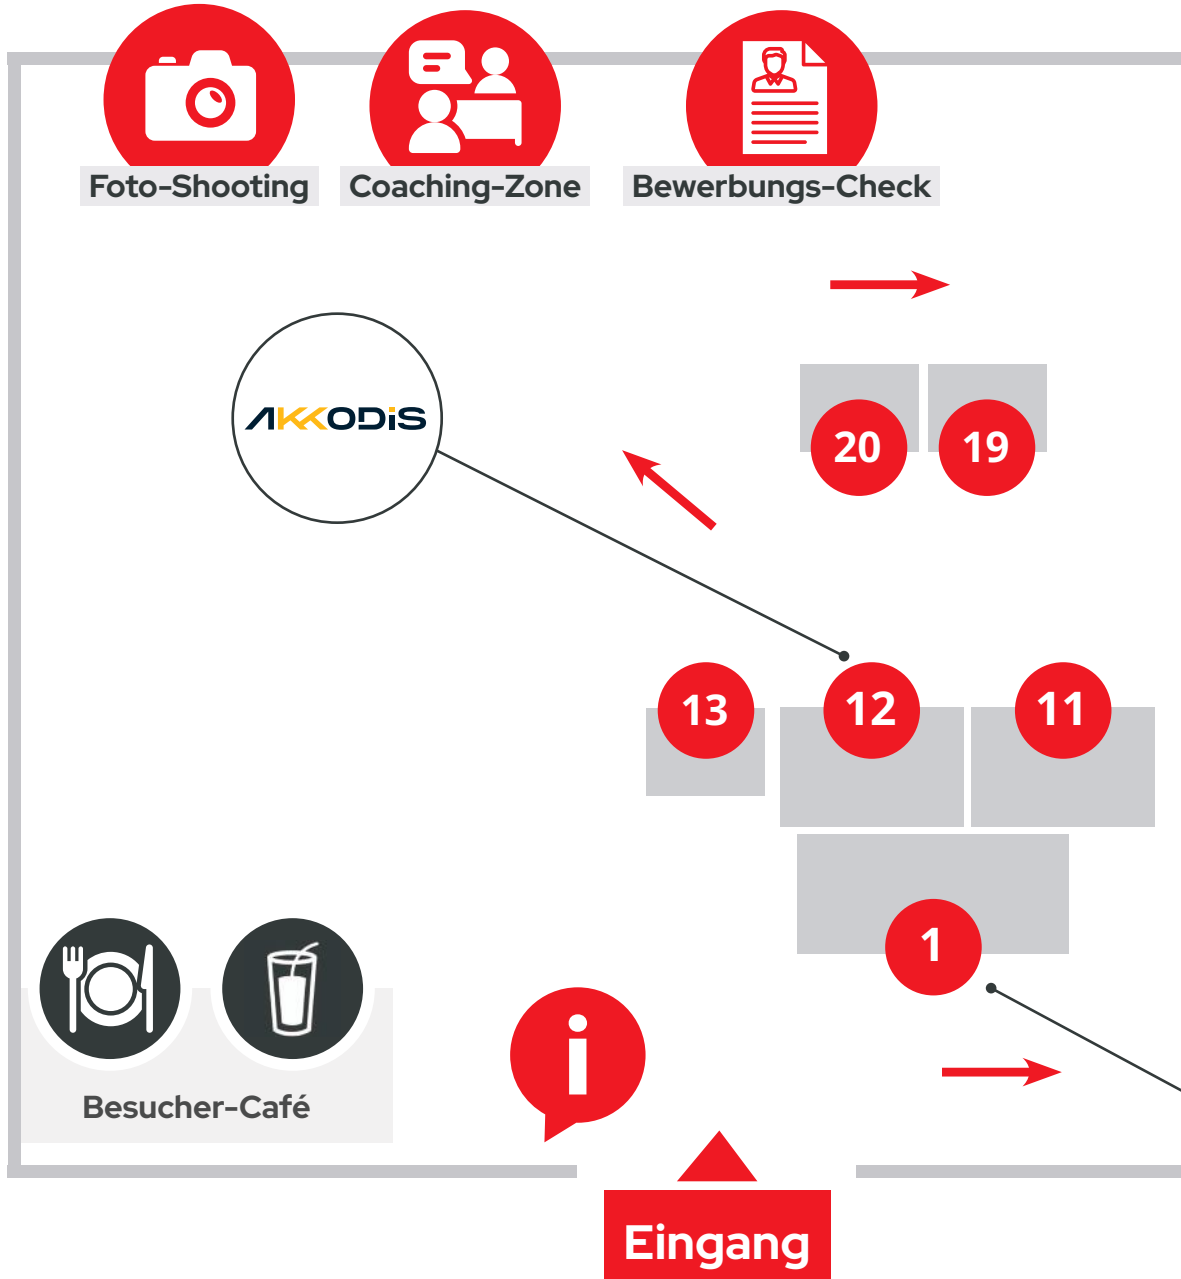 Foto-Shooting
Coaching-Zone
Bewerbungs-Check
AKKODiS
20
19
13
12
11
1
i
Besucher-Café
Eingang